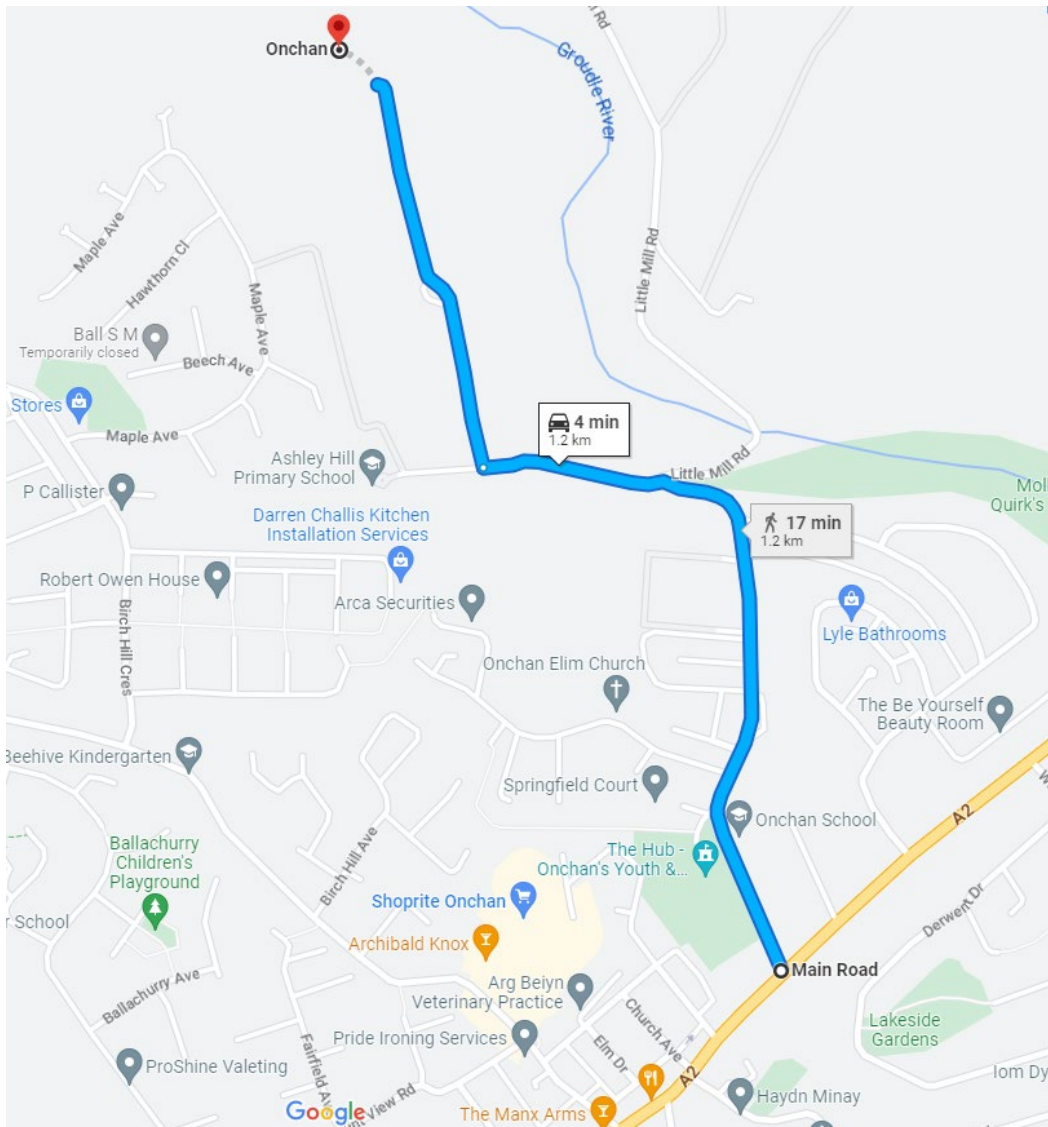 Onchan
Groudle River
Rd
Maple Ave
Hawthorn Cl
Maple Ave
Little Mill Rd
Ball S M
Temporarily closed
Beech Ave
Stores
4 min
1.2 km
Maple Ave
Ashley Hill
Primary School
Little Mill Rd
P Callister
Quirk's
17 min
1.2 km
Darren Challis Kitchen
Installation Services
Robert Owen House
Arca Securities
Lyle Bathrooms
Birch Hill Cres
Onchan Elim Church
The Be Yourself
Beauty Room
Beehive Kindergarten
Springfield Court
A2
Onchan School
Ballachurry
Children's
Playground
The Hub -
Onchan's Youth &...
Birch Hill Ave
Shoprite Onchan
Derwent Dr
School
Archibald Knox
Main Road
Arg Beiyn
Veterinary Practice
Ballachurry Ave
Church Ave
Lakeside
Gardens
Pride Ironing Services
Elm Dr
ProShine Valeting
Fairfield Av
A2
Iom Dy
Haydn Minay
View Rd
Google
The Manx Arms